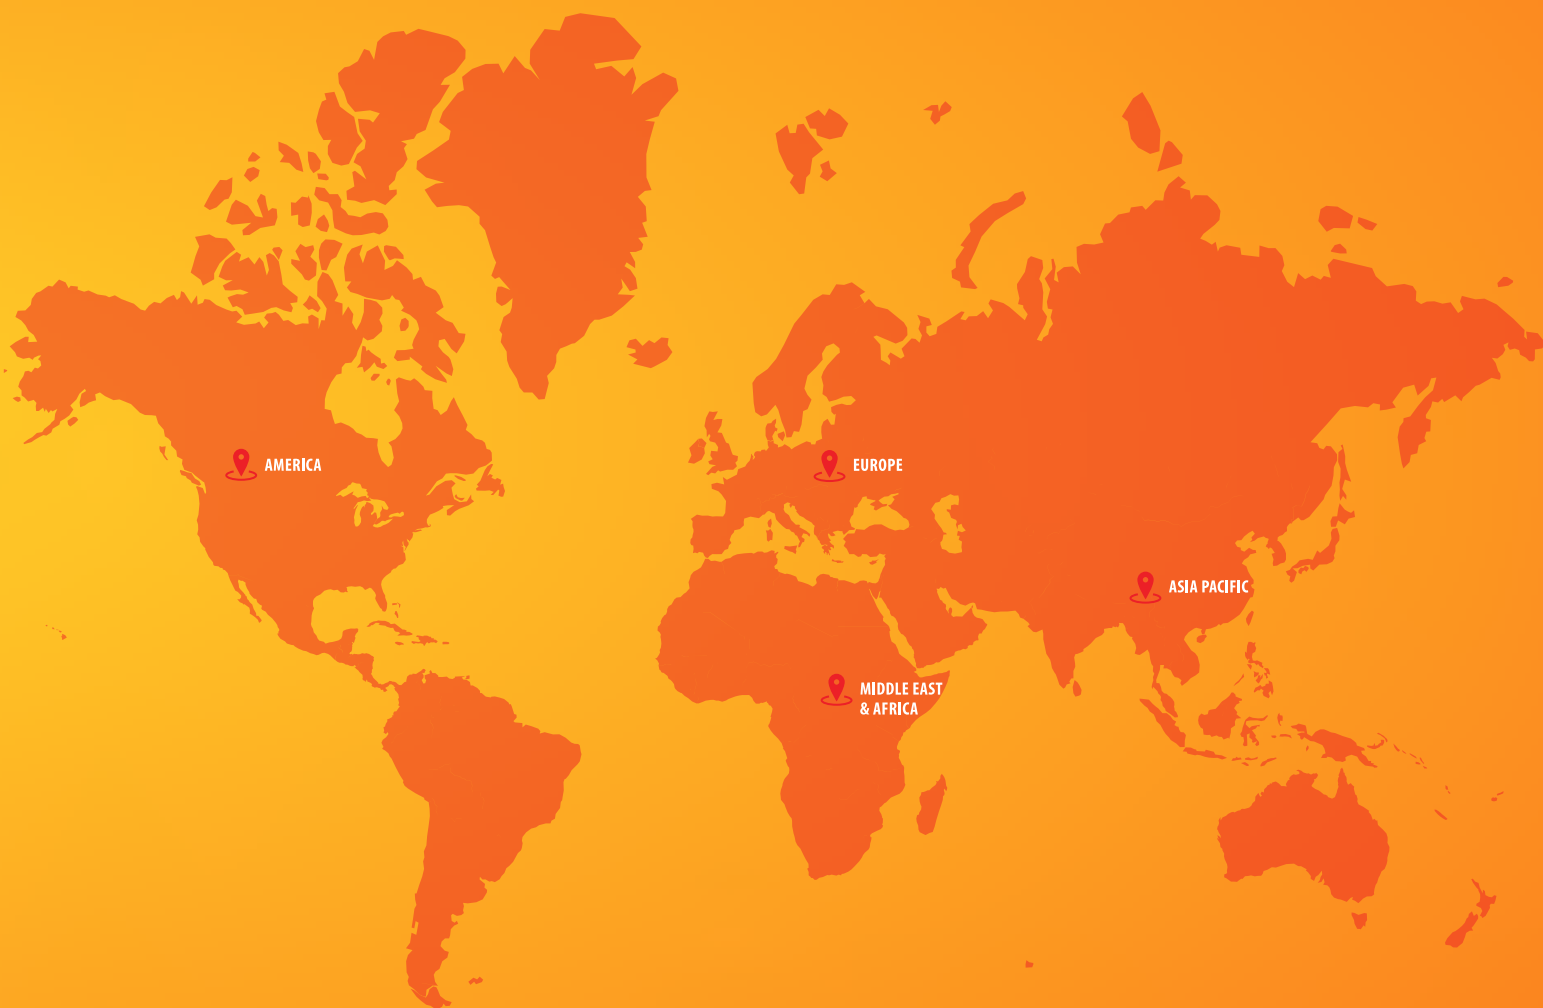 AMERICA
EUROPE
ASIA PACIFIC
MIDDLE EAST
& AFRICA